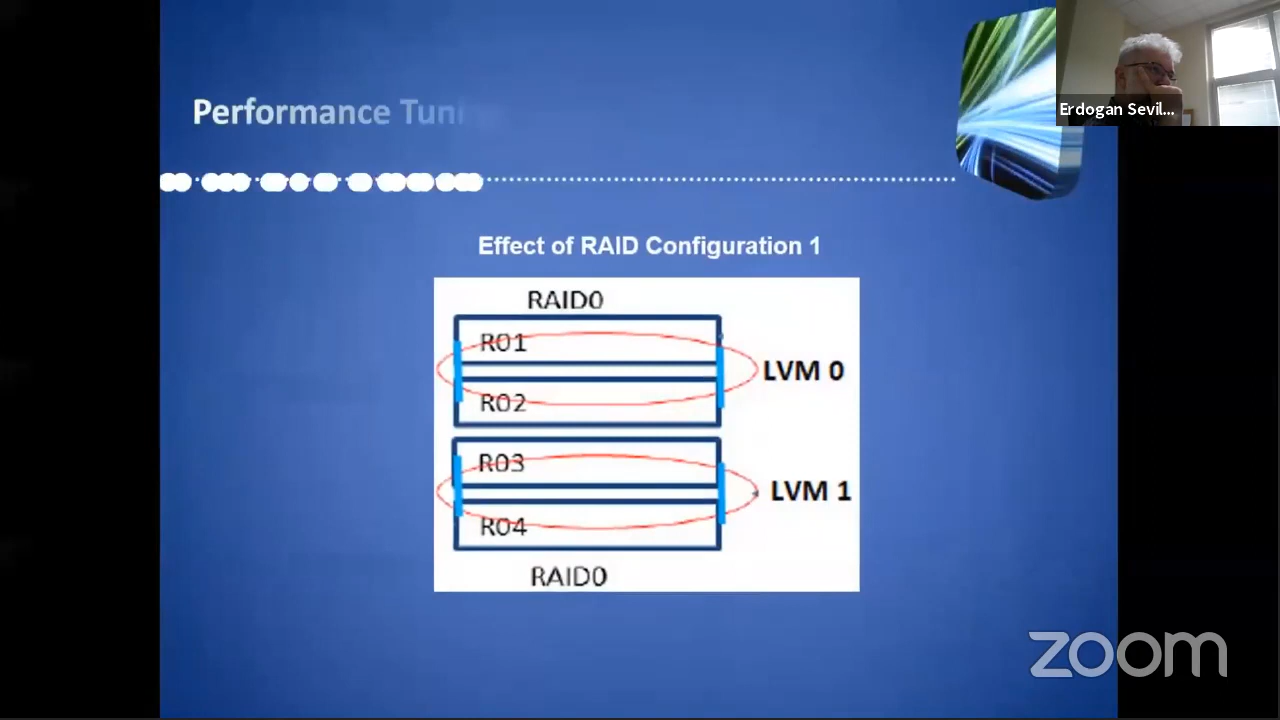 Performance Tuni
Erdogan Sevil...
Effect of RAID Configuration 1
RAID0
R01
LVM 0
R02
R03
LVM 1
R04
RAID0
zoom